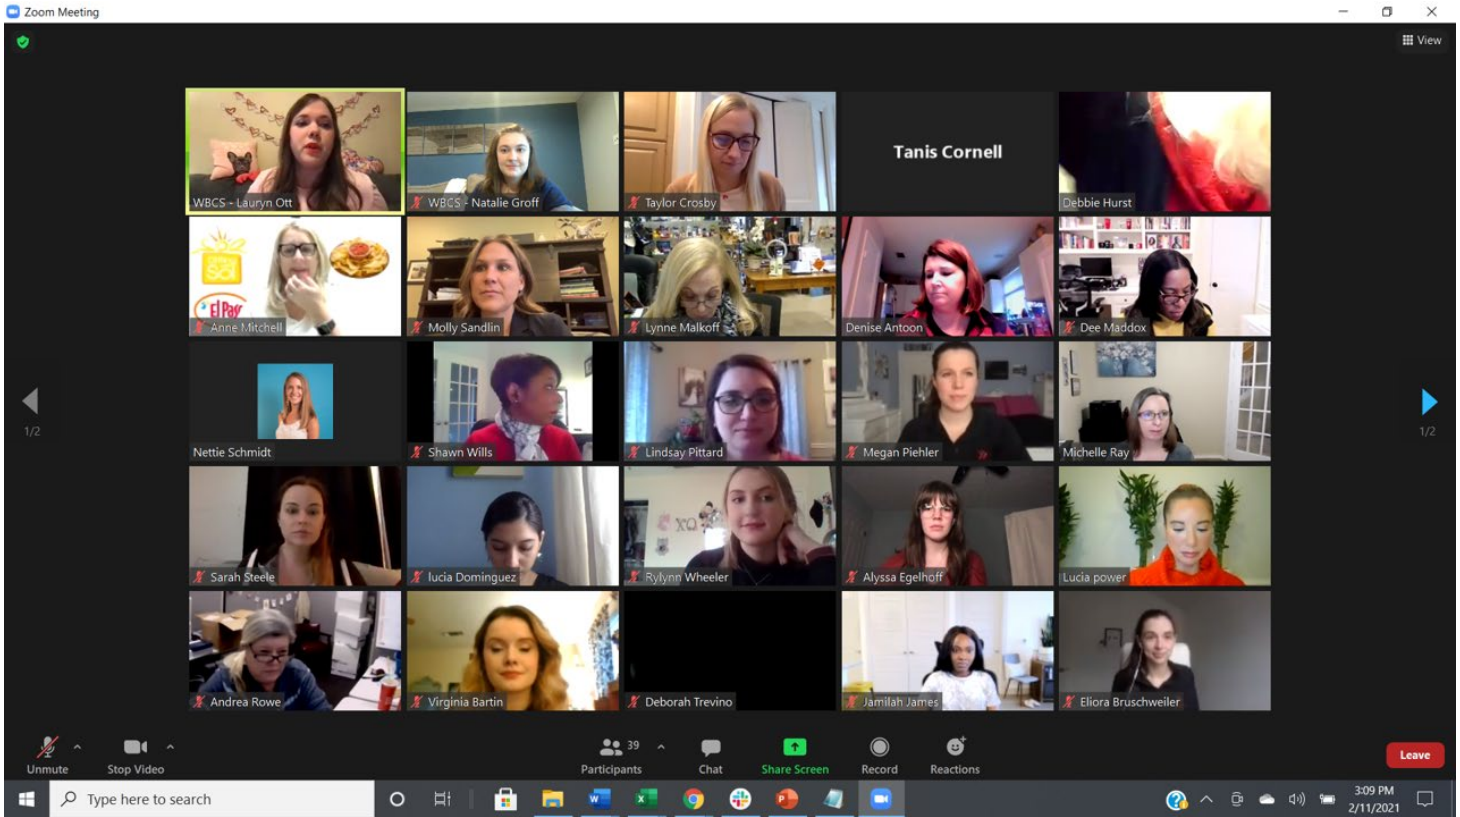 Zoom Meeting
View
WBCS - Lauryn Ott
WBCS - Natalie Groff
Taylor Crosby
Tanis Cornell
Debbie Hurst
Sol
El Paso
Anne Mitchell
Molly Sandlin
Lynne Malkoff
Denise Antoon
Dee Maddox
1/2
1/2
Nettie Schmidt
Shawn Wills
Lindsay Pittard
Megan Piehler
Michelle Ray
XO
Sarah Steele
lucia Dominguez
Rylynn Wheeler
Alyssa Egelhoff
Lucia power
Andrea Rowe
Virginia Bartin
Deborah Trevino
Jamilah James
Eliora Bruschweiler
39
Unmute
Stop Video
Participants
Chat
Share Screen
Record
Reactions
Leave
Type here to search
3:09 PM
2/11/2021